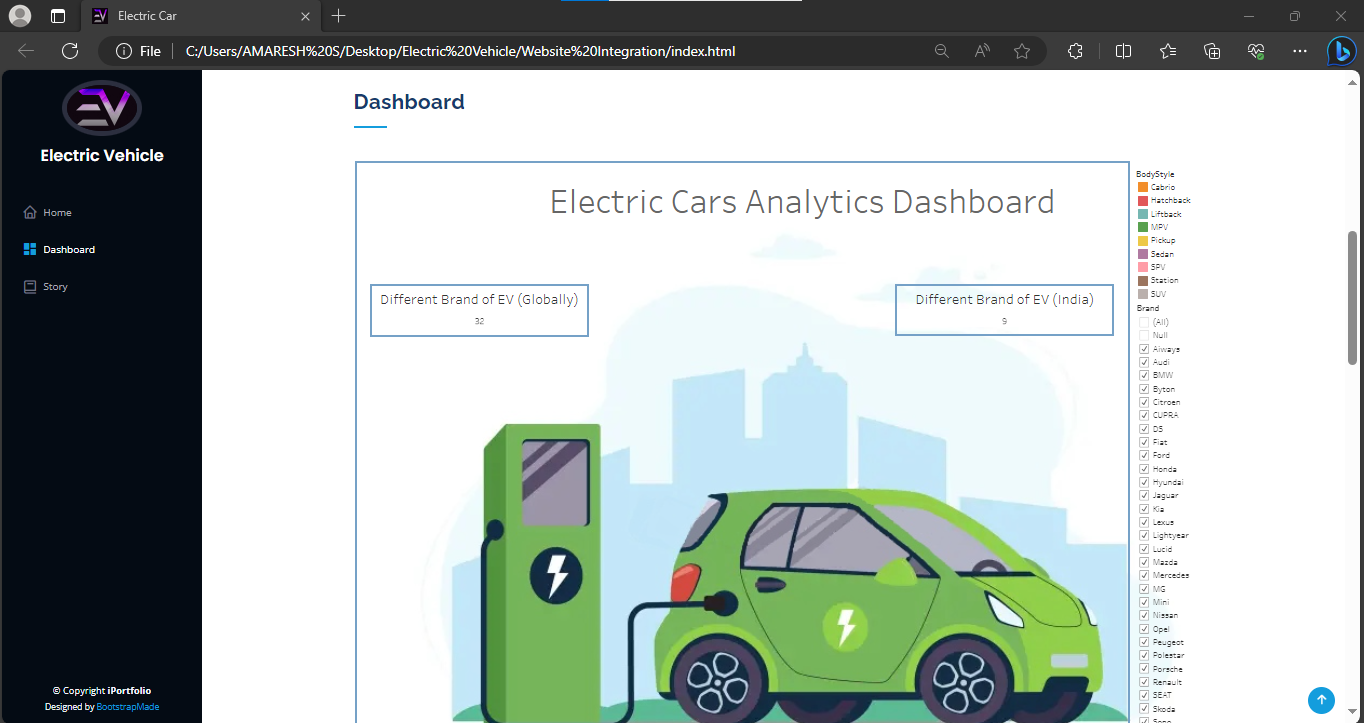 Electric Car
File
C:/Users/AMARESH%20S/Desktop/Electric%20Vehicle/Website%20Integration/index.html
EV
Electric Vehicle
Home
Dashboard
Story
© Copyright iPortfolio
Designed by BootstrapMade
Dashboard
Electric Cars Analytics Dashboard
Different Brand of EV (Globally)
32
Different Brand of EV (India)
9
BodyStyle
Cabrio
Hatchback
Liftback
MPV
Pickup
Sedan
SPV
Station
SUV
Brand
(All)
Null
Aiways
Audi
BMW
Byton
Citroen
CUPRA
DS
Fiat
Ford
Honda
Hyundai
Jaguar
Kia
Lexus
Lightyear
Lucid
Mazda
Mercedes
MG
Mini
Nissan
Opel
Peugeot
Polestar
Porsche
Renault
SEAT
Skoda